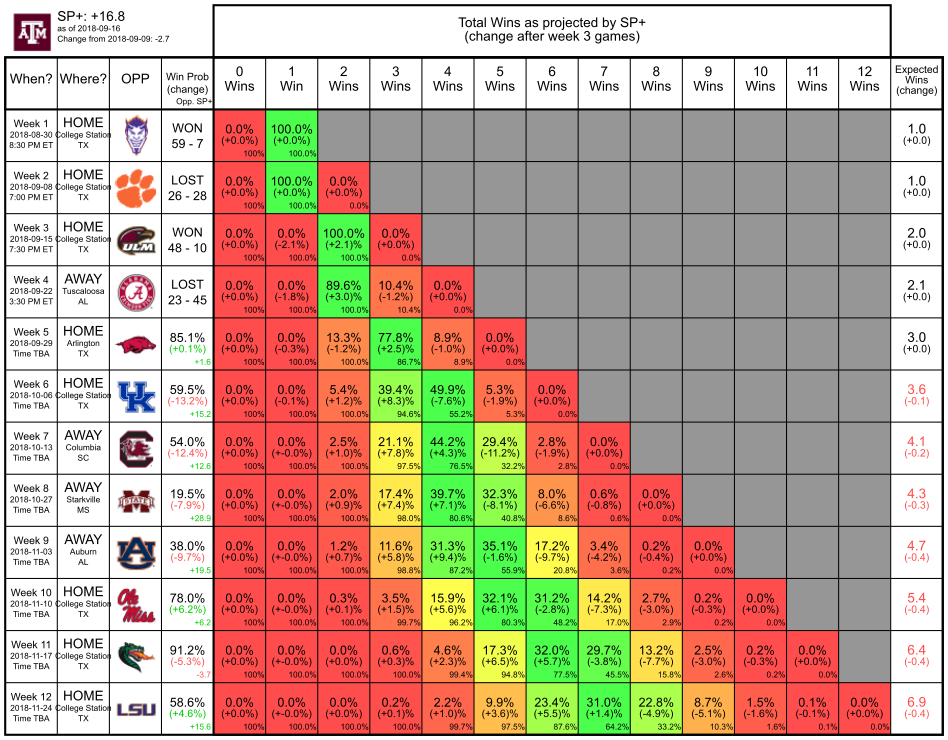 ATM
SP+: +16.8
as of 2018-09-16
Change from 2018-09-09: -2.7
Total Wins as projected by SP+
(change after week 3 games)
When? Where? OPP Win Prob (change) Opp. SP+ 0 Wins 1 Win 2 Wins 3 Wins 4 Wins 5 Wins 6 Wins 7 Wins 8 Wins 9 Wins 10 Wins 11 Wins 12 Wins Expected Wins (change)
Week 1 HOME WON 0.0% 100.0% 1.0
2018-08-30 College Station 59 - 7 (+0.0%) (+0.0%) (+0.0)
8:30 PM ET TX 100% 100.0%
Week 2 HOME LOST 0.0% 100.0% 0.0% 1.0
2018-09-08 College Station 26 - 28 (+0.0%) (+0.0%) (+0.0%) (+0.0)
7:00 PM ET TX 100% 100.0% 0.0%
Week 3 HOME ULM WON 0.0% 0.0% 100.0% 0.0% 2.0
2018-09-15 College Station 48 - 10 (+0.0%) (-2.1%) (+2.1)% (+0.0%) (+0.0)
7:30 PM ET TX 100% 100.0% 100.0% 0.0%
Week 4 AWAY A LOST 0.0% 0.0% 89.6% 10.4% 0.0% 2.1
2018-09-22 Tuscaloosa 23 - 45 (+0.0%) (-1.8%) (+3.0)% (-1.2%) (+0.0%) (+0.0)
3:30 PM ET AL 100% 100.0% 100.0% 10.4% 0.0%
Week 5 HOME 85.1% 0.0% 0.0% 13.3% 77.8% 8.9% 0.0% 3.0
2018-09-29 Arlington (+0.1%) (+0.0%) (-0.3%) (-1.2%) (+2.5)% (-1.0%) (+0.0%) (+0.0)
Time TBA TX +1.6 100% 100.0% 100.0% 86.7% 8.9% 0.0%
Week 6 HOME UK 59.5% 0.0% 0.0% 5.4% 39.4% 49.9% 5.3% 0.0% 3.6
2018-10-06 College Station (-13.2%) (+0.0%) (-0.1%) (+1.2%) (+8.3%) (-7.6%) (-1.9%) (+0.0%) (-0.1)
Time TBA TX +15.2 100% 100.0% 100.0% 94.6% 55.2% 5.3% 0.0%
Week 7 AWAY C 54.0% 0.0% 0.0% 2.5% 21.1% 44.2% 29.4% 2.8% 0.0% 4.1
2018-10-13 Columbia (-12.4%) (+0.0%) (+-0.0%) (+1.0%) (+7.8%) (+4.3%) (-11.2%) (-1.9%) (+0.0%) (-0.2)
Time TBA SC +12.6 100% 100.0% 100.0% 97.5% 76.5% 32.2% 2.8% 0.0%
Week 8 AWAY STATE 19.5% 0.0% 0.0% 2.0% 17.4% 39.7% 32.3% 8.0% 0.6% 0.0% 4.3
2018-10-27 Starkville (-7.9%) (+0.0%) (+-0.0%) (+0.9%) (+7.4%) (+7.1%) (-8.1%) (-6.6%) (-0.8%) (+0.0%) (-0.3)
Time TBA MS +28.9 100% 100.0% 100.0% 98.0% 80.6% 40.8% 8.6% 0.6% 0.0%
Week 9 AWAY AU 38.0% 0.0% 0.0% 1.2% 11.6% 31.3% 35.1% 17.2% 3.4% 0.2% 0.0% 4.7
2018-11-03 Auburn (-9.7%) (+0.0%) (+-0.0%) (+0.7%) (+5.8%) (+9.4%) (-1.6%) (-9.7%) (-4.2%) (-0.4%) (+0.0%) (-0.4)
Time TBA AL +19.5 100% 100.0% 100.0% 98.8% 87.2% 55.9% 20.8% 3.6% 0.2% 0.0%
Week 10 HOME Ole Miss 78.0% 0.0% 0.0% 0.3% 3.5% 15.9% 32.1% 31.2% 14.2% 2.7% 0.2% 0.0% 5.4
2018-11-10 College Station (+6.2%) (+0.0%) (+-0.0%) (+0.1%) (+1.5%) (+5.6%) (+6.1%) (-2.8%) (-7.3%) (-3.0%) (-0.3%) (+0.0%) (-0.4)
Time TBA TX +6.2 100% 100.0% 100.0% 99.7% 96.2% 80.3% 48.2% 17.0% 2.9% 0.2% 0.0%
Week 11 HOME 91.2% 0.0% 0.0% 0.0% 0.6% 4.6% 17.3% 32.0% 29.7% 13.2% 2.5% 0.2% 0.0% 6.4
2018-11-17 College Station (-5.3%) (+0.0%) (+-0.0%) (+0.0%) (+0.3%) (+2.3%) (+6.5%) (+5.7%) (-3.8%) (-7.7%) (-3.0%) (-0.3%) (+0.0%) (-0.4)
Time TBA TX -3.7 100% 100.0% 100.0% 100.0% 99.4% 94.8% 77.5% 45.5% 15.8% 2.6% 0.2% 0.0%
Week 12 HOME LSU 58.6% 0.0% 0.0% 0.0% 0.2% 2.2% 9.9% 23.4% 31.0% 22.8% 8.7% 1.5% 0.1% 0.0% 6.9
2018-11-24 College Station (+4.6%) (+0.0%) (+-0.0%) (+0.0%) (+0.1%) (+1.0%) (+3.6%) (+5.5%) (+1.4%) (-4.9%) (-5.1%) (-1.6%) (-0.1%) (+0.0%) (-0.4)
Time TBA TX +15.6 100% 100.0% 100.0% 100.0% 99.7% 97.5% 87.6% 64.2% 33.2% 10.3% 1.6% 0.1% 0.0%